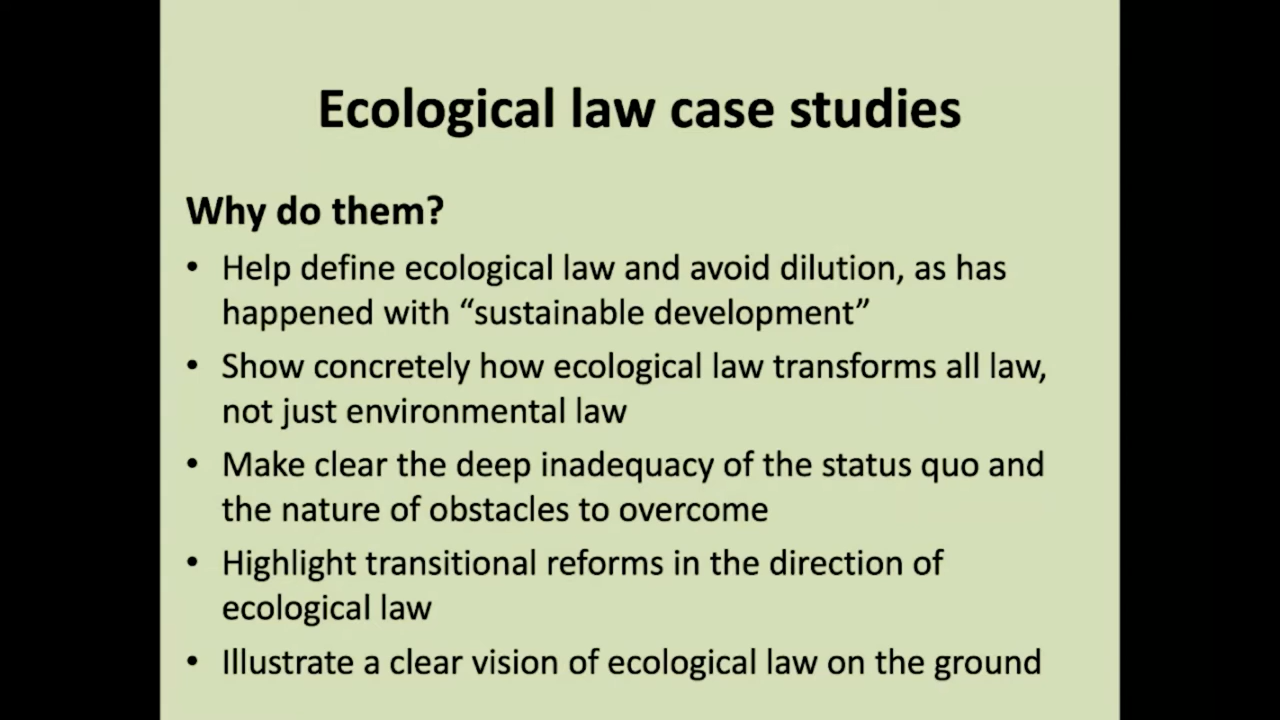 Ecological law case studies
Why do them?
• Help define ecological law and avoid dilution, as has
happened with “sustainable development”
• Show concretely how ecological law transforms all law,
not just environmental law
• Make clear the deep inadequacy of the status quo and
the nature of obstacles to overcome
• Highlight transitional reforms in the direction of
ecological law
• Illustrate a clear vision of ecological law on the ground